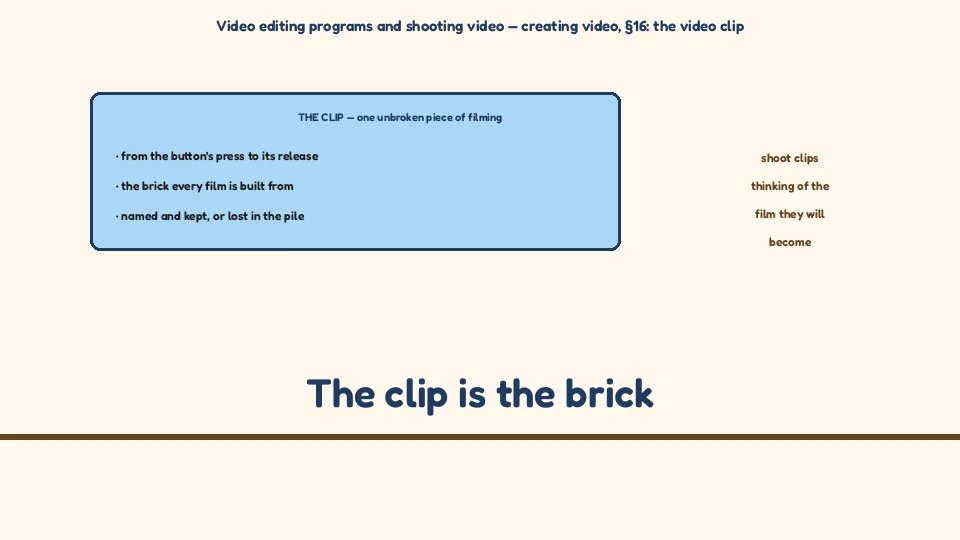 Video editing programs and shooting video — creating video, §16: the video clip
THE CLIP — one unbroken piece of filming
· from the button's press to its release
· the brick every film is built from
· named and kept, or lost in the pile
shoot clips
thinking of the
film they will
become
The clip is the brick